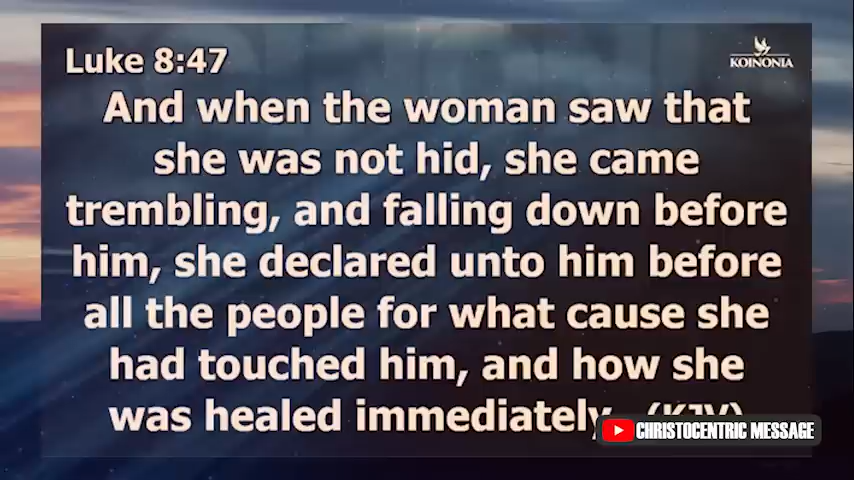 Luke 8:47
KOINONIA
And when the woman saw that
she was not hid, she came
trembling, and falling down before
him, she declared unto him before
all the people for what cause she
had touched him, and how she
was healed immediately. (KJV)
CHRISTOCENTRIC MESSAGE